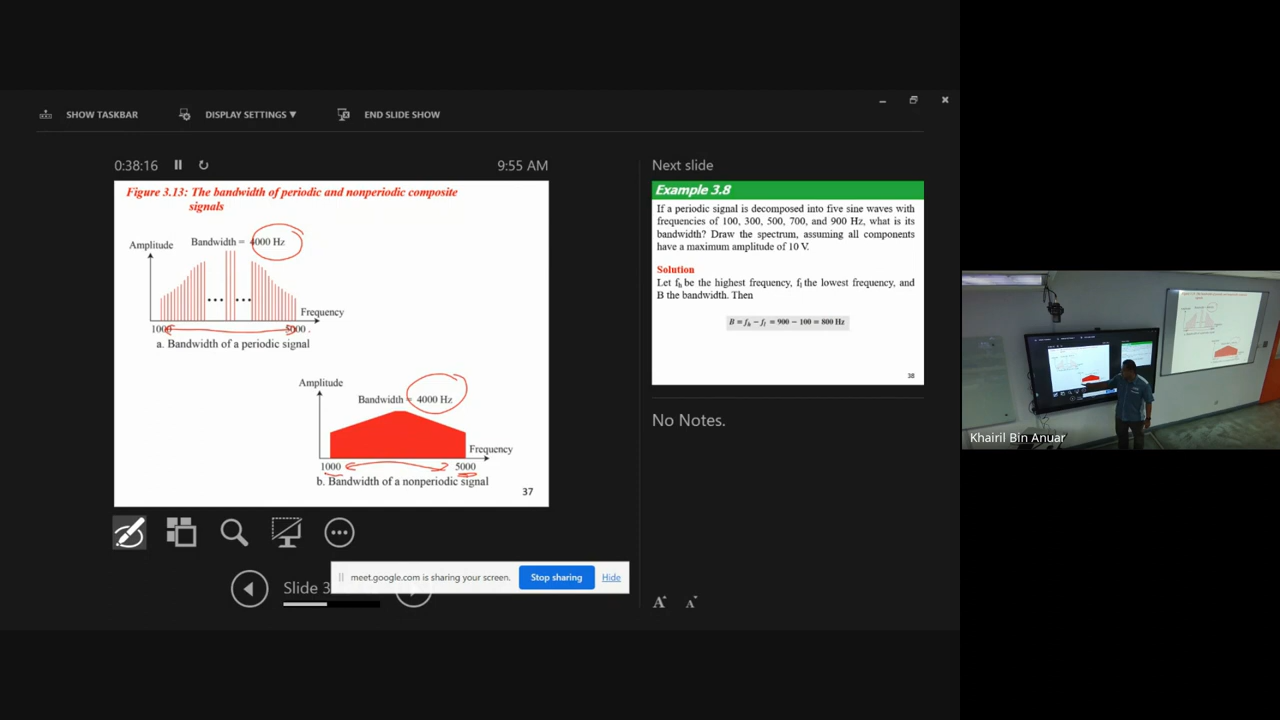 SHOW TASKBAR
DISPLAY SETTINGS ▼
END SLIDE SHOW
0:38:16
9:55 AM
Figure 3.13: The bandwidth of periodic and nonperiodic composite
signals
Bandwidth = 4000 Hz
Amplitude
Frequency
1000
5000
a. Bandwidth of a periodic signal
Amplitude
Bandwidth = 4000 Hz
Frequency
1000
5000
b. Bandwidth of a nonperiodic signal
37
Slide 3
meet.google.com is sharing your screen.
Stop sharing
Hide
Next slide
Example 3.8
If a periodic signal is decomposed into five sine waves with
frequencies of 100, 300, 500, 700, and 900 Hz, what is its
bandwidth? Draw the spectrum, assuming all components
have a maximum amplitude of 10 V.
Solution
Let fh be the highest frequency, fl the lowest frequency, and
B the bandwidth. Then
B = fh − fl = 900 − 100 = 800 Hz
38
No Notes.
A
A
Khairil Bin Anuar